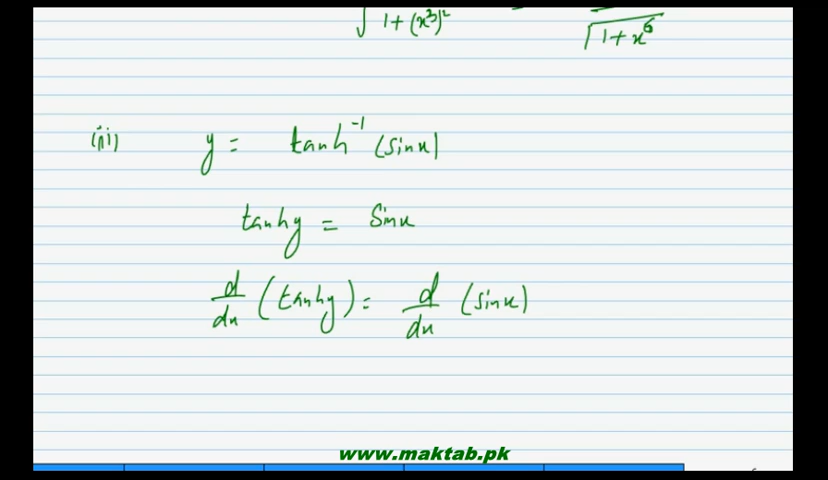 √1+(x³)² = √1+x⁶
(iii) y = tanh⁻¹ (sinx)
tanhy = Sinx
d/dx (tanhy) = d/dx (sinx)
www.maktab.pk